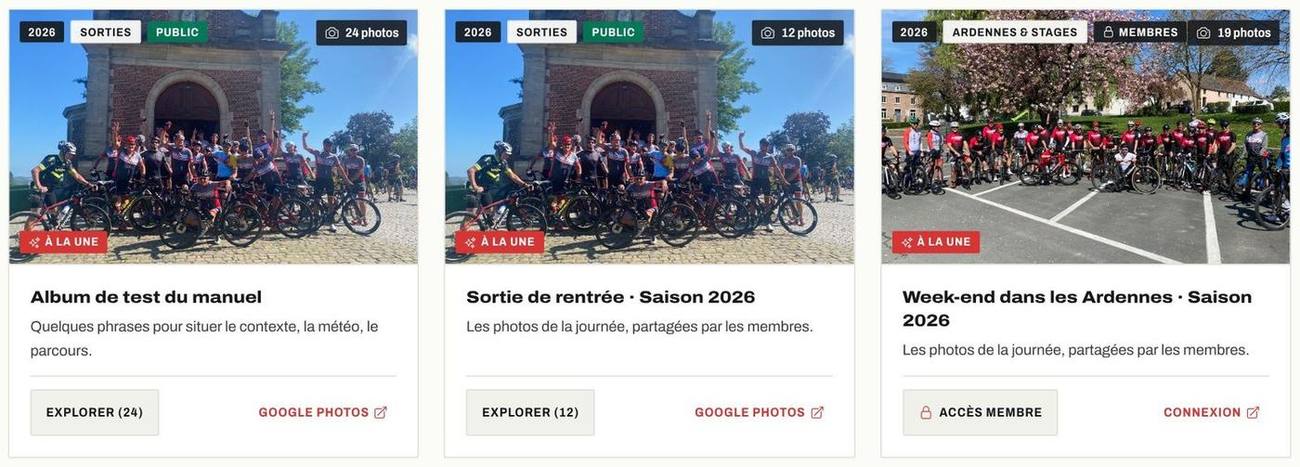 2026 SORTIES PUBLIC 24 photos
À LA UNE
Album de test du manuel
Quelques phrases pour situer le contexte, la météo, le
parcours.
EXPLORER (24) GOOGLE PHOTOS
2026 SORTIES PUBLIC 12 photos
À LA UNE
Sortie de rentrée · Saison 2026
Les photos de la journée, partagées par les membres.
EXPLORER (12) GOOGLE PHOTOS
2026 ARDENNES & STAGES MEMBRES 19 photos
À LA UNE
Week-end dans les Ardennes · Saison
2026
Les photos de la journée, partagées par les membres.
ACCÈS MEMBRE CONNEXION